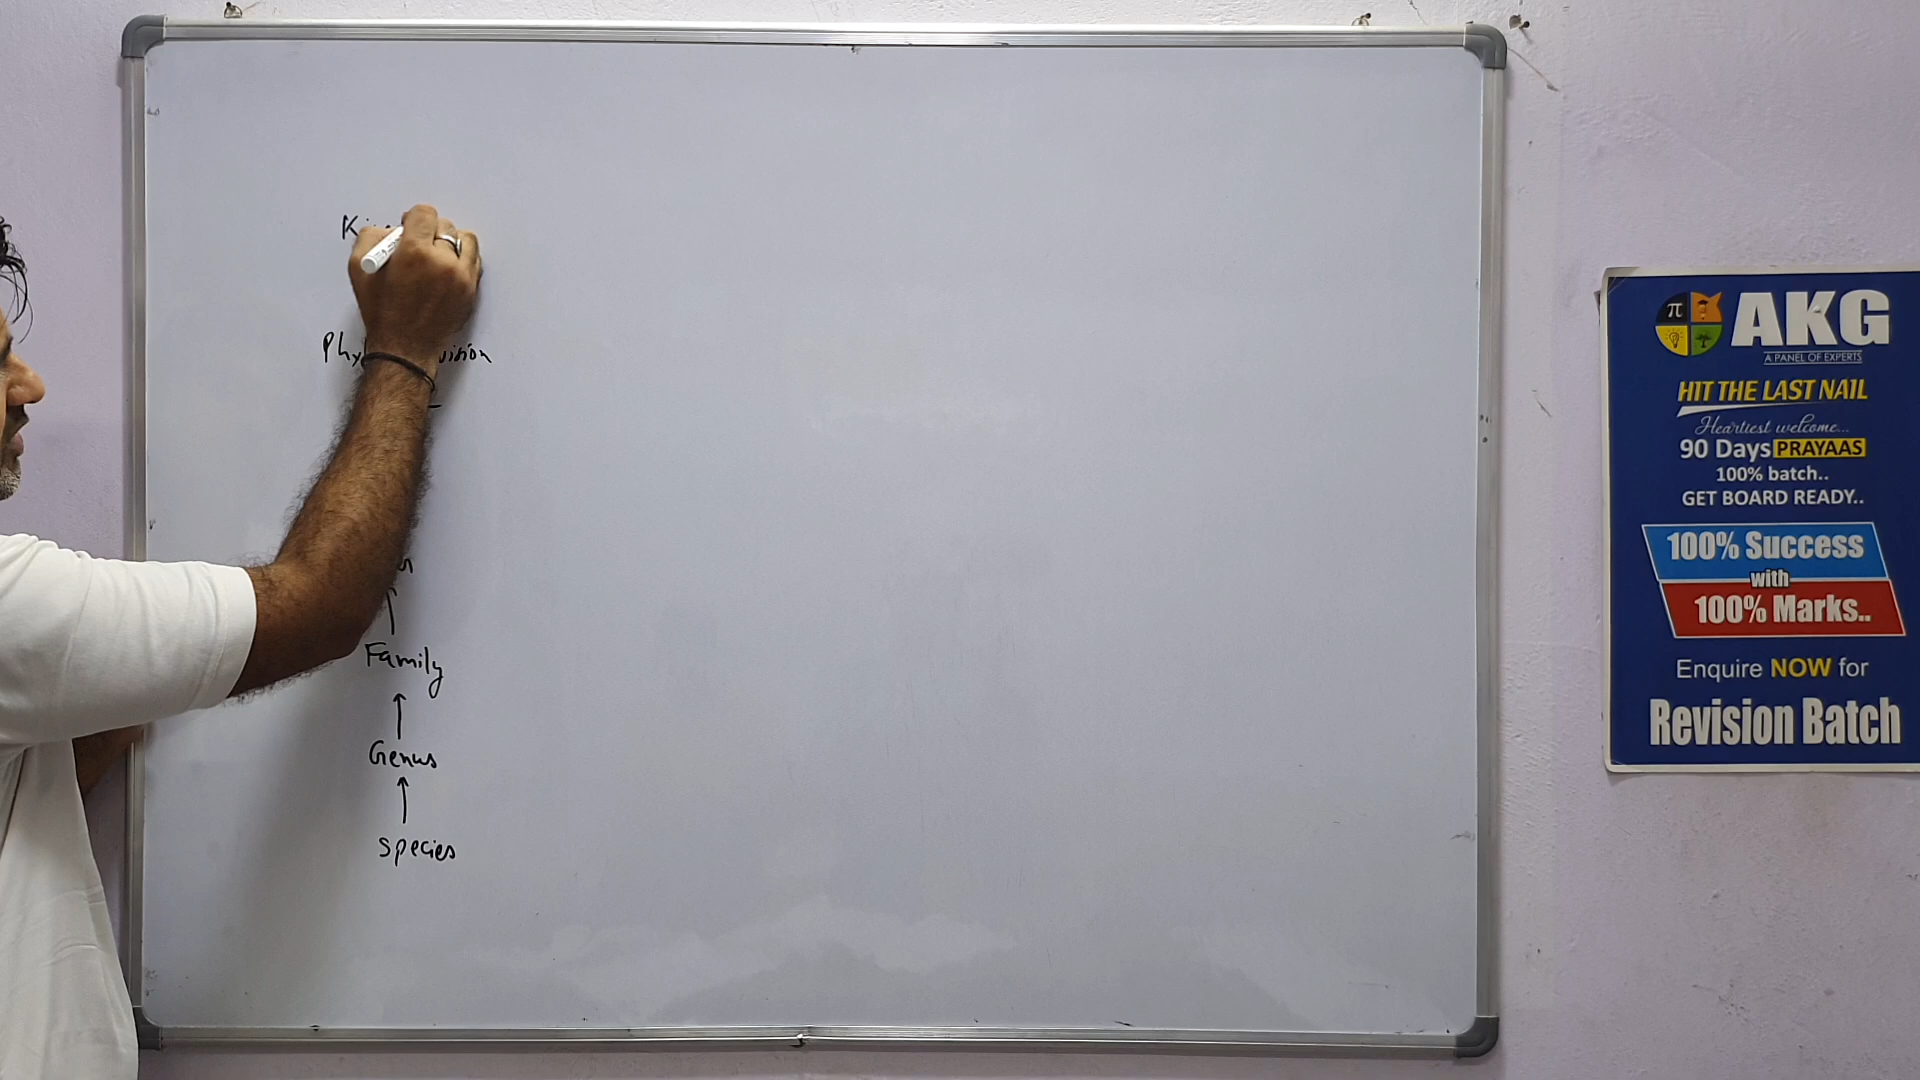 Family
Genus
Species
π
AKG
A PANEL OF EXPERTS
HIT THE LAST NAIL
Heartiest welcome...
90 Days PRAYAAS
100% batch..
GET BOARD READY..
100% Success
with
100% Marks..
Enquire NOW for
Revision Batch